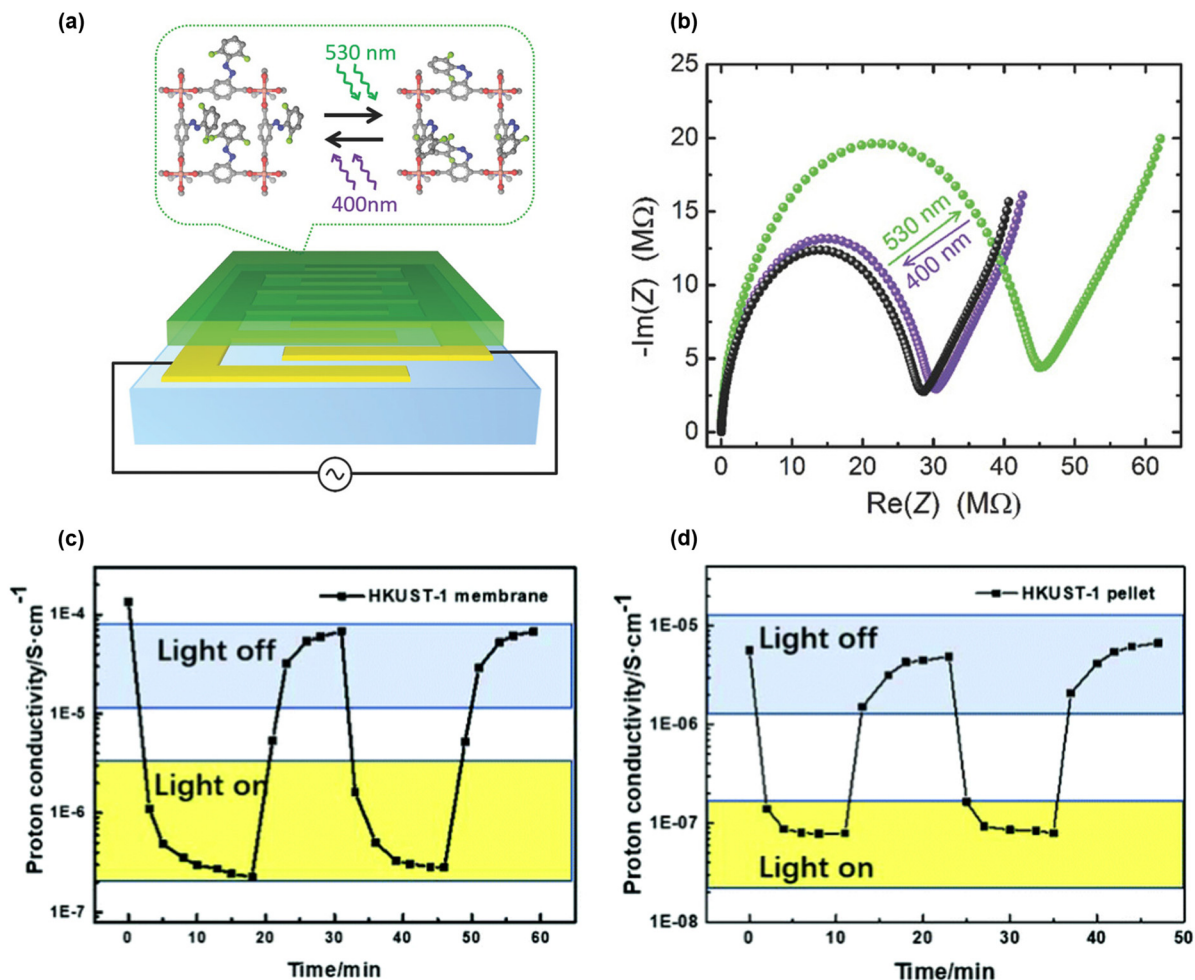 (a)
530 nm
400nm
(b)
25
20
15
10
5
0
-Im(Z) (MΩ)
530 nm
400 nm
0 10 20 30 40 50 60
Re(Z) (MΩ)
(c)
Proton conductivity/S·cm-1
1E-4
1E-5
1E-6
1E-7
HKUST-1 membrane
Light off
Light on
0 10 20 30 40 50 60
Time/min
(d)
Proton conductivity/S·cm-1
1E-05
1E-06
1E-07
1E-08
HKUST-1 pellet
Light off
Light on
0 10 20 30 40 50
Time/min